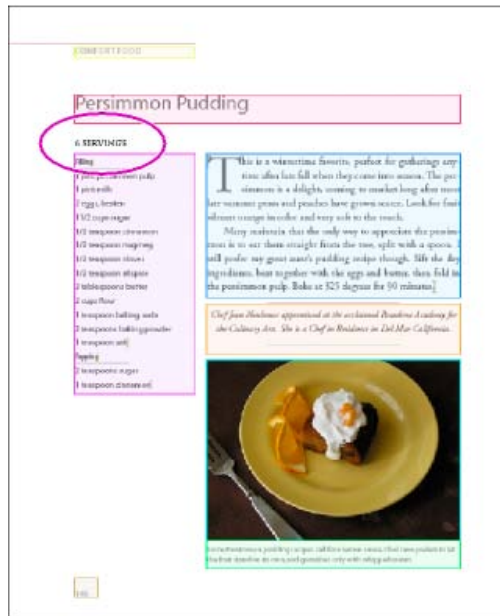 COMFORT FOOD
Persimmon Pudding
6 SERVINGS
Filling
1 pint persimmon pulp
1 pint milk
2 eggs, beaten
1 1/2 cups sugar
1/2 teaspoon cinnamon
1/2 teaspoon nutmeg
1/2 teaspoon cloves
1/2 teaspoon allspice
2 tablespoons butter
2 cups flour
1 teaspoon baking soda
2 teaspoons baking powder
1 teaspoon salt
Topping
2 teaspoons sugar
1 teaspoon cinnamon
This is a wintertime favorite, perfect for gatherings any
time after late fall when they come into season. The per-
simmon is a delight, coming to market long after most
late summer pears and peaches have grown scarce. Look for fruit
vibrant orange in color and very soft to the touch.
Many maintain that the only way to appreciate the persim-
mon is to eat them straight from the tree, split with a spoon. I
still prefer my great aunt's pudding recipe though. Sift the dry
ingredients, beat together with the eggs and butter, then fold in
the persimmon pulp. Bake at 325 degrees for 90 minutes.
Chef Jean apprenticed at the acclaimed Pasadena Academy for
the Culinary Arts. She is a Chef in Residence in Del Mar California.
persimmon pudding recipes call for